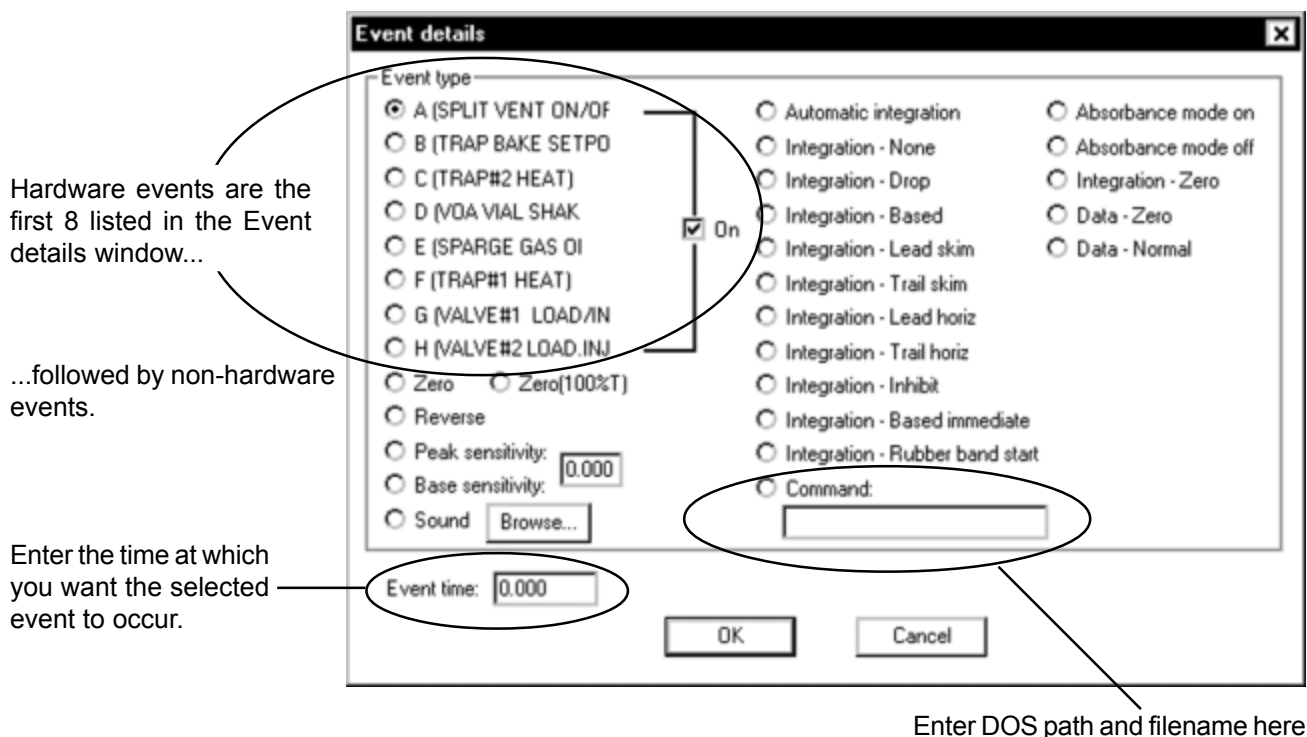 Event details
Event type
A (SPLIT VENT ON/OF
B (TRAP BAKE SETPO
C (TRAP#2 HEAT)
D (VOA VIAL SHAK
E (SPARGE GAS OI
F (TRAP#1 HEAT)
G (VALVE#1 LOAD/IN
H (VALVE#2 LOAD.INJ
On
Zero
Zero(100%T)
Reverse
Peak sensitivity:
0.000
Base sensitivity:
Sound
Browse...
Automatic integration
Integration - None
Integration - Drop
Integration - Based
Integration - Lead skim
Integration - Trail skim
Integration - Lead horiz
Integration - Trail horiz
Integration - Inhibit
Integration - Based immediate
Integration - Rubber band start
Command:
Absorbance mode on
Absorbance mode off
Integration - Zero
Data - Zero
Data - Normal
Event time:
0.000
OK
Cancel
Hardware events are the
first 8 listed in the Event
details window...
...followed by non-hardware
events.
Enter the time at which
you want the selected
event to occur.
Enter DOS path and filename here